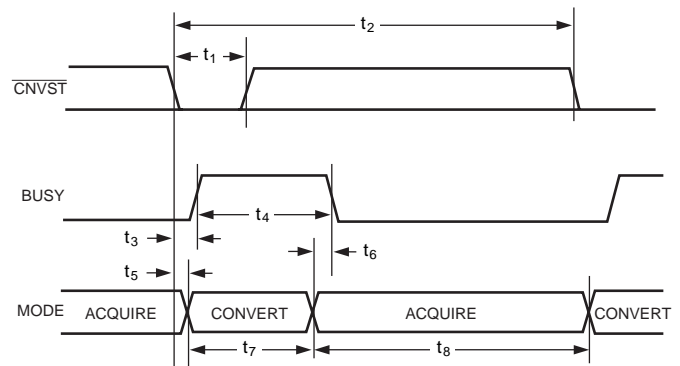 t2
t1
CNVST
BUSY
t4
t3
t6
t5
MODE ACQUIRE CONVERT ACQUIRE CONVERT
t7 t8